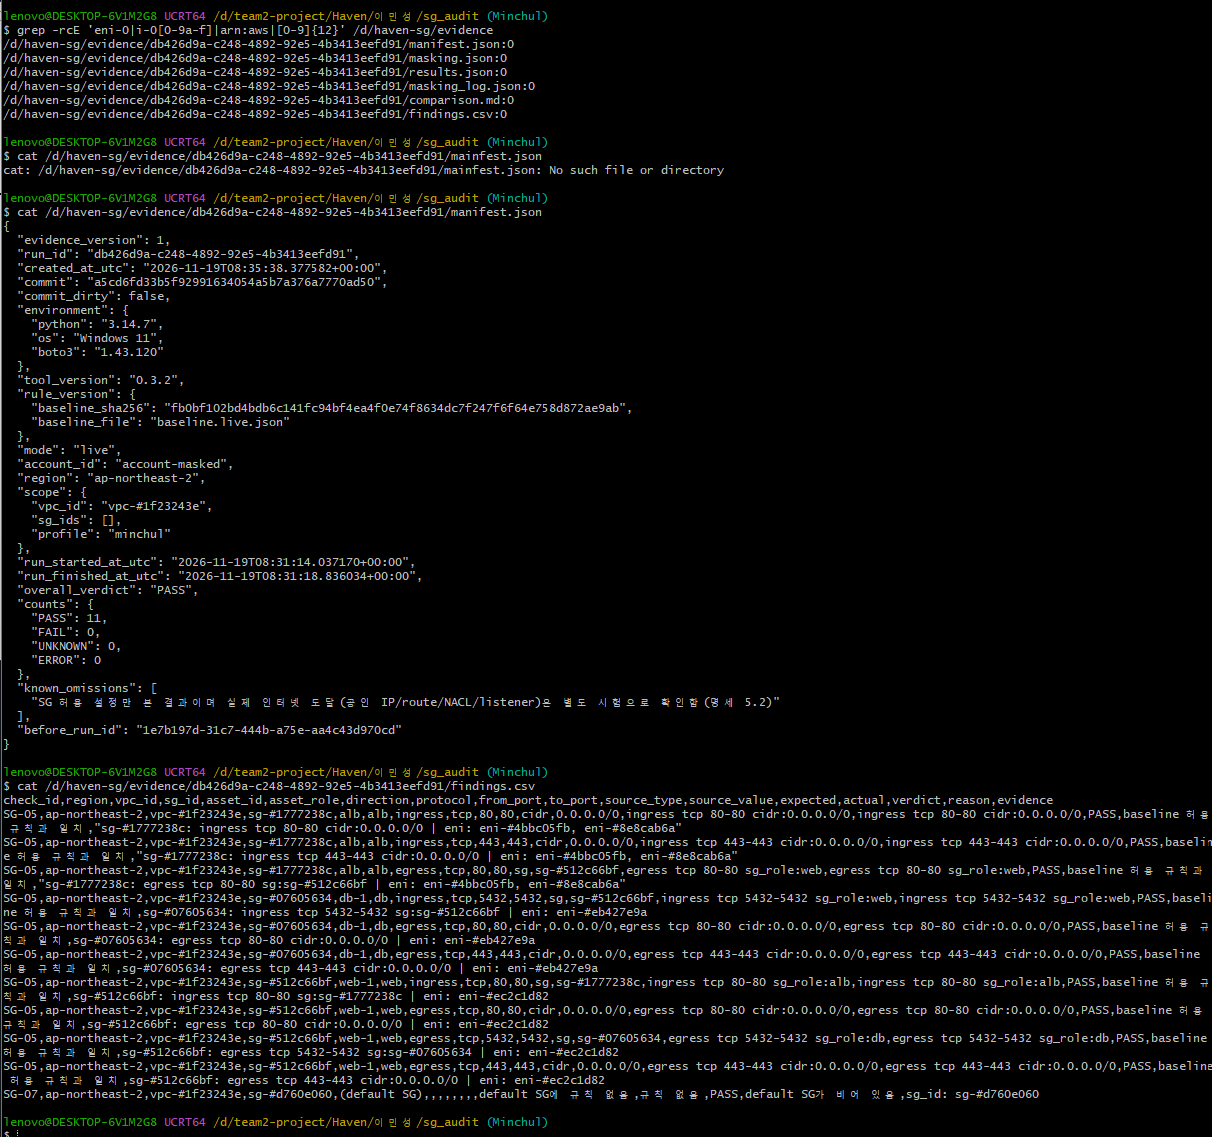 lenovo@DESKTOP-6V1M2G8 UCRT64 /d/team2-project/Haven/이민성/sg_audit (Minchul)
$ grep -rcE 'eni-0|i-0[0-9a-f]|arn:aws|[0-9]{12}' /d/haven-sg/evidence
/d/haven-sg/evidence/db426d9a-c248-4892-92e5-4b3413eefd91/manifest.json:0
/d/haven-sg/evidence/db426d9a-c248-4892-92e5-4b3413eefd91/masking.json:0
/d/haven-sg/evidence/db426d9a-c248-4892-92e5-4b3413eefd91/results.json:0
/d/haven-sg/evidence/db426d9a-c248-4892-92e5-4b3413eefd91/masking_log.json:0
/d/haven-sg/evidence/db426d9a-c248-4892-92e5-4b3413eefd91/comparison.md:0
/d/haven-sg/evidence/db426d9a-c248-4892-92e5-4b3413eefd91/findings.csv:0
lenovo@DESKTOP-6V1M2G8 UCRT64 /d/team2-project/Haven/이민성/sg_audit (Minchul)
$ cat /d/haven-sg/evidence/db426d9a-c248-4892-92e5-4b3413eefd91/mainfest.json
cat: /d/haven-sg/evidence/db426d9a-c248-4892-92e5-4b3413eefd91/mainfest.json: No such file or directory
lenovo@DESKTOP-6V1M2G8 UCRT64 /d/team2-project/Haven/이민성/sg_audit (Minchul)
$ cat /d/haven-sg/evidence/db426d9a-c248-4892-92e5-4b3413eefd91/manifest.json
{
  "evidence_version": 1,
  "run_id": "db426d9a-c248-4892-92e5-4b3413eefd91",
  "created_at_utc": "2026-11-19T08:35:38.377582+00:00",
  "commit": "a5cd6fd33b5f92991634054a5b7a376a7770ad50",
  "commit_dirty": false,
  "environment": {
    "python": "3.14.7",
    "os": "Windows 11",
    "boto3": "1.43.120"
  },
  "tool_version": "0.3.2",
  "rule_version": {
    "baseline_sha256": "fb0bf102bd4bdb6c141fc94bf4ea4f0e74f8634dc7f247f6f64e758d872ae9ab",
    "baseline_file": "baseline.live.json"
  },
  "mode": "live",
  "account_id": "account-masked",
  "region": "ap-northeast-2",
  "scope": {
    "vpc_id": "vpc-#1f23243e",
    "sg_ids": [],
    "profile": "minchul"
  },
  "run_started_at_utc": "2026-11-19T08:31:14.037170+00:00",
  "run_finished_at_utc": "2026-11-19T08:31:18.836034+00:00",
  "overall_verdict": "PASS",
  "counts": {
    "PASS": 11,
    "FAIL": 0,
    "UNKNOWN": 0,
    "ERROR": 0
  },
  "known_omissions": [
    "SG 허용 설정만 본 결과이며 실제 인터넷 도달(공인 IP/route/NACL/listener)은 별도 시험으로 확인함(명세 5.2)"
  ],
  "before_run_id": "1e7b197d-31c7-444b-a75e-aa4c43d970cd"
}
lenovo@DESKTOP-6V1M2G8 UCRT64 /d/team2-project/Haven/이민성/sg_audit (Minchul)
$ cat /d/haven-sg/evidence/db426d9a-c248-4892-92e5-4b3413eefd91/findings.csv
check_id,region,vpc_id,sg_id,asset_id,asset_role,direction,protocol,from_port,to_port,source_type,source_value,expected,actual,verdict,reason,evidence
SG-05,ap-northeast-2,vpc-#1f23243e,sg-#1777238c,alb,alb,ingress,tcp,80,80,cidr,0.0.0.0/0,ingress tcp 80-80 cidr:0.0.0.0/0,ingress tcp 80-80 cidr:0.0.0.0/0,PASS,baseline 허용
 규칙과 일치,"sg-#1777238c: ingress tcp 80-80 cidr:0.0.0.0/0 | eni: eni-#4bbc05fb, eni-#8e8cab6a"
SG-05,ap-northeast-2,vpc-#1f23243e,sg-#1777238c,alb,alb,ingress,tcp,443,443,cidr,0.0.0.0/0,ingress tcp 443-443 cidr:0.0.0.0/0,ingress tcp 443-443 cidr:0.0.0.0/0,PASS,baselin
e 허용 규칙과 일치,"sg-#1777238c: ingress tcp 443-443 cidr:0.0.0.0/0 | eni: eni-#4bbc05fb, eni-#8e8cab6a"
SG-05,ap-northeast-2,vpc-#1f23243e,sg-#1777238c,alb,alb,egress,tcp,80,80,sg,sg-#512c66bf,egress tcp 80-80 sg_role:web,egress tcp 80-80 sg_role:web,PASS,baseline 허용 규칙과
일치,"sg-#1777238c: egress tcp 80-80 sg:sg-#512c66bf | eni: eni-#4bbc05fb, eni-#8e8cab6a"
SG-05,ap-northeast-2,vpc-#1f23243e,sg-#07605634,db-1,db,ingress,tcp,5432,5432,sg,sg-#512c66bf,ingress tcp 5432-5432 sg_role:web,ingress tcp 5432-5432 sg_role:web,PASS,baseli
ne 허용 규칙과 일치,sg-#07605634: ingress tcp 5432-5432 sg:sg-#512c66bf | eni: eni-#eb427e9a
SG-05,ap-northeast-2,vpc-#1f23243e,sg-#07605634,db-1,db,egress,tcp,80,80,cidr,0.0.0.0/0,egress tcp 80-80 cidr:0.0.0.0/0,egress tcp 80-80 cidr:0.0.0.0/0,PASS,baseline 허용 규
칙과 일치,sg-#07605634: egress tcp 80-80 cidr:0.0.0.0/0 | eni: eni-#eb427e9a
SG-05,ap-northeast-2,vpc-#1f23243e,sg-#07605634,db-1,db,egress,tcp,443,443,cidr,0.0.0.0/0,egress tcp 443-443 cidr:0.0.0.0/0,egress tcp 443-443 cidr:0.0.0.0/0,PASS,baseline
허용 규칙과 일치,sg-#07605634: egress tcp 443-443 cidr:0.0.0.0/0 | eni: eni-#eb427e9a
SG-05,ap-northeast-2,vpc-#1f23243e,sg-#512c66bf,web-1,web,ingress,tcp,80,80,sg,sg-#1777238c,ingress tcp 80-80 sg_role:alb,ingress tcp 80-80 sg_role:alb,PASS,baseline 허용 규
칙과 일치,sg-#512c66bf: ingress tcp 80-80 sg:sg-#1777238c | eni: eni-#ec2c1d82
SG-05,ap-northeast-2,vpc-#1f23243e,sg-#512c66bf,web-1,web,egress,tcp,80,80,cidr,0.0.0.0/0,egress tcp 80-80 cidr:0.0.0.0/0,egress tcp 80-80 cidr:0.0.0.0/0,PASS,baseline 허용
규칙과 일치,sg-#512c66bf: egress tcp 80-80 cidr:0.0.0.0/0 | eni: eni-#ec2c1d82
SG-05,ap-northeast-2,vpc-#1f23243e,sg-#512c66bf,web-1,web,egress,tcp,5432,5432,sg,sg-#07605634,egress tcp 5432-5432 sg_role:db,egress tcp 5432-5432 sg_role:db,PASS,baseline
허용 규칙과 일치,sg-#512c66bf: egress tcp 5432-5432 sg:sg-#07605634 | eni: eni-#ec2c1d82
SG-05,ap-northeast-2,vpc-#1f23243e,sg-#512c66bf,web-1,web,egress,tcp,443,443,cidr,0.0.0.0/0,egress tcp 443-443 cidr:0.0.0.0/0,egress tcp 443-443 cidr:0.0.0.0/0,PASS,baseline
 허용 규칙과 일치,sg-#512c66bf: egress tcp 443-443 cidr:0.0.0.0/0 | eni: eni-#ec2c1d82
SG-07,ap-northeast-2,vpc-#1f23243e,sg-#d760e060,(default SG),,,,,,,,default SG에 규칙 없음,규칙 없음,PASS,default SG가 비어 있음,sg_id: sg-#d760e060
lenovo@DESKTOP-6V1M2G8 UCRT64 /d/team2-project/Haven/이민성/sg_audit (Minchul)
$